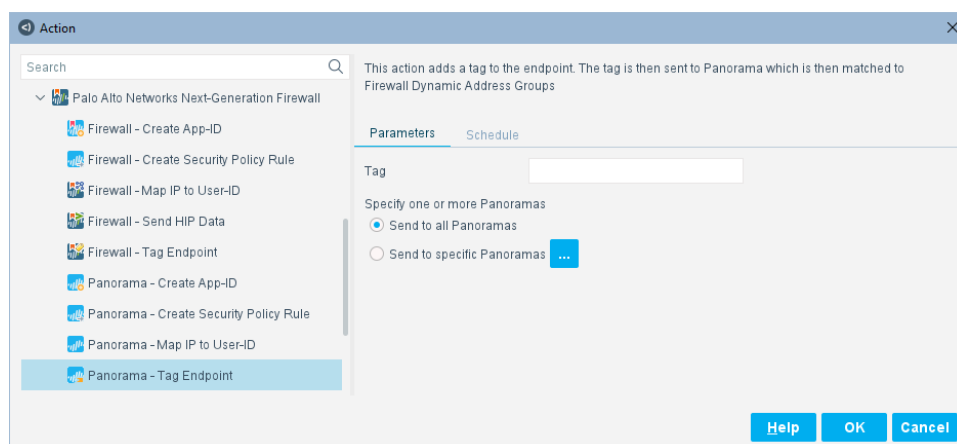 Action
Search
Palo Alto Networks Next-Generation Firewall
Firewall - Create App-ID
Firewall - Create Security Policy Rule
Firewall - Map IP to User-ID
Firewall - Send HIP Data
Firewall - Tag Endpoint
Panorama - Create App-ID
Panorama - Create Security Policy Rule
Panorama - Map IP to User-ID
Panorama - Tag Endpoint
This action adds a tag to the endpoint. The tag is then sent to Panorama which is then matched to
Firewall Dynamic Address Groups
Parameters Schedule
Tag
Specify one or more Panoramas
Send to all Panoramas
Send to specific Panoramas ...
Help OK Cancel